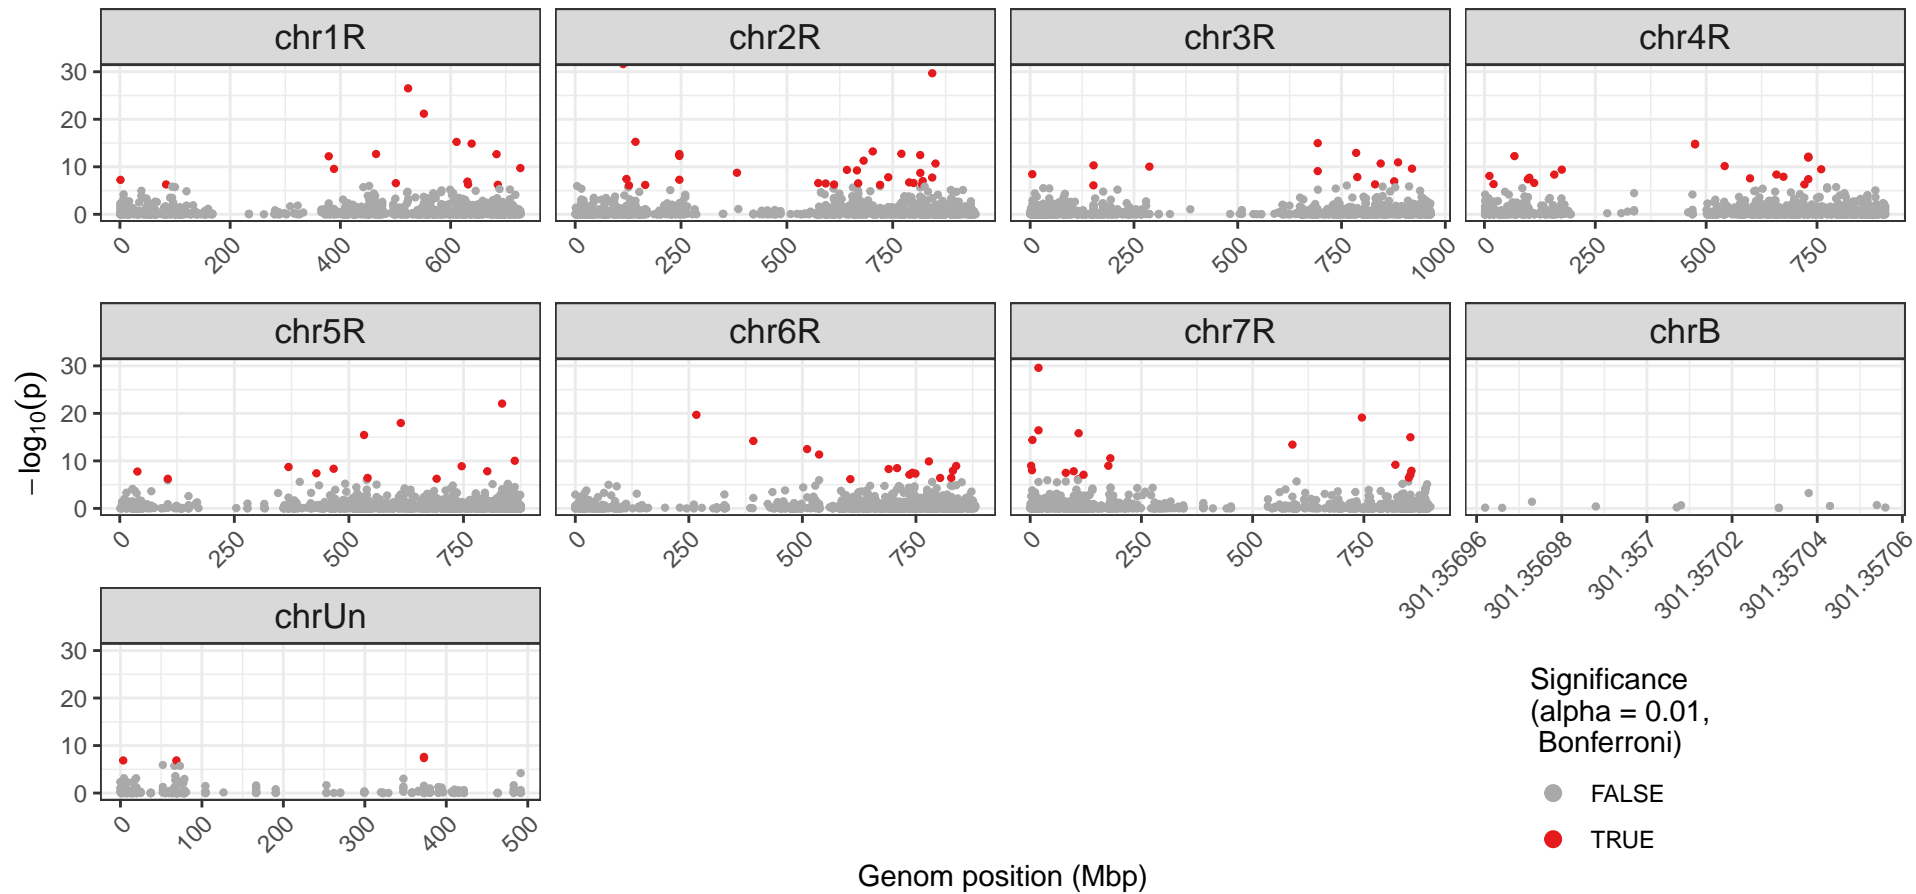 chr1R chr2R chr3R chr4R
30
20
10
0
0 200 400 600 0 250 500 750 0 250 500 750 1000 0 250 500 750
chr5R chr6R chr7R chrB
30
20
10
0
−log10(p)
0 250 500 750 0 250 500 750 0 250 500 750 301.35696 301.35698 301.357 301.35702 301.35704 301.35706
chrUn
30
20
10
0
0 100 200 300 400 500
Genom position (Mbp)
Significance
(alpha = 0.01,
Bonferroni)
FALSE
TRUE